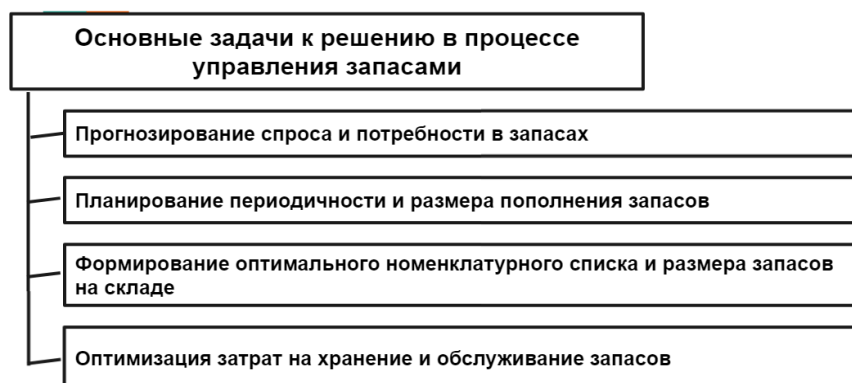 Основные задачи к решению в процессе
управления запасами
Прогнозирование спроса и потребности в запасах
Планирование периодичности и размера пополнения запасов
Формирование оптимального номенклатурного списка и размера запасов
на складе
Оптимизация затрат на хранение и обслуживание запасов